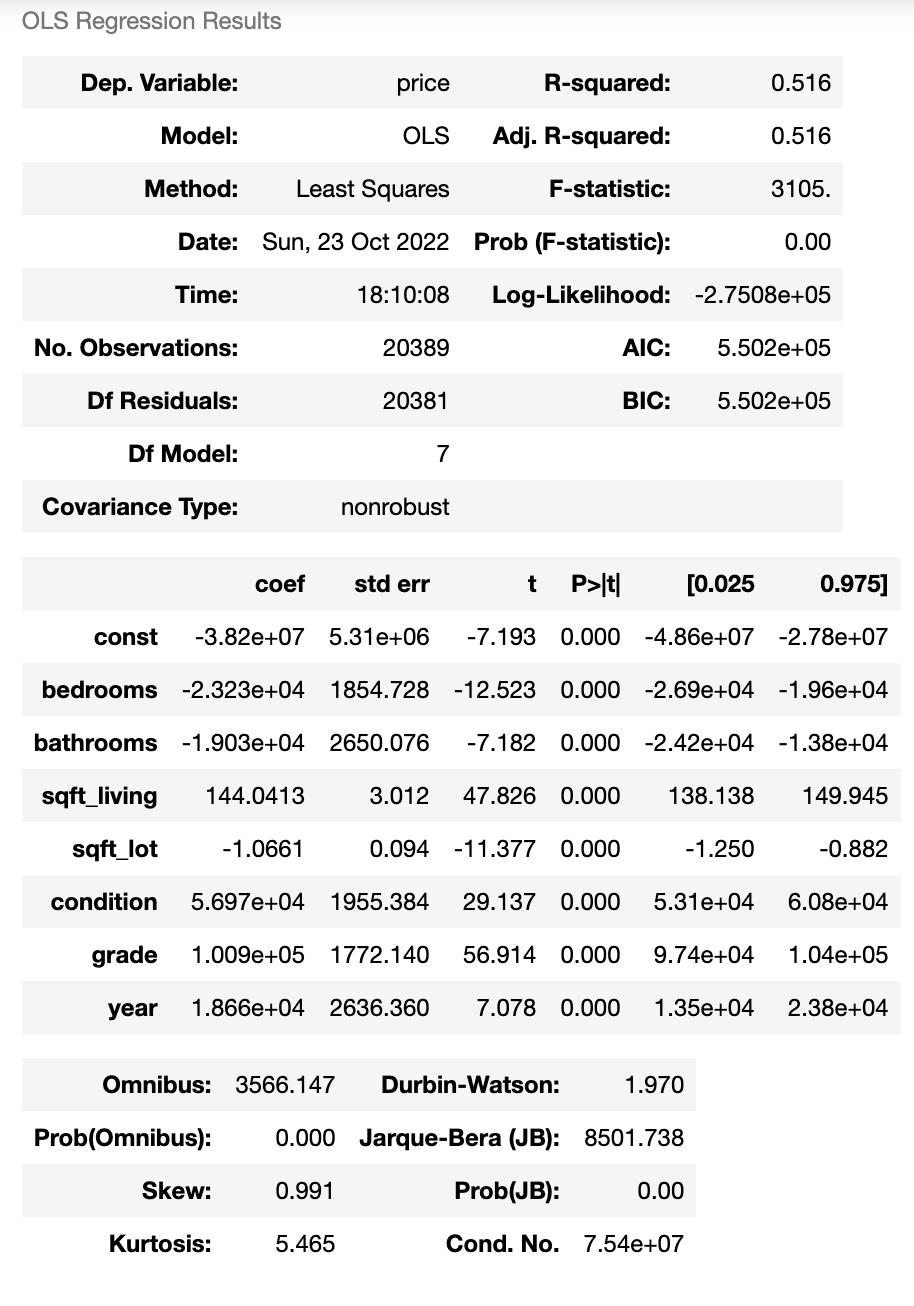 OLS Regression Results
Dep. Variable: price R-squared: 0.516
Model: OLS Adj. R-squared: 0.516
Method: Least Squares F-statistic: 3105.
Date: Sun, 23 Oct 2022 Prob (F-statistic): 0.00
Time: 18:10:08 Log-Likelihood: -2.7508e+05
No. Observations: 20389 AIC: 5.502e+05
Df Residuals: 20381 BIC: 5.502e+05
Df Model: 7
Covariance Type: nonrobust
coef std err t P>|t| [0.025 0.975]
const -3.82e+07 5.31e+06 -7.193 0.000 -4.86e+07 -2.78e+07
bedrooms -2.323e+04 1854.728 -12.523 0.000 -2.69e+04 -1.96e+04
bathrooms -1.903e+04 2650.076 -7.182 0.000 -2.42e+04 -1.38e+04
sqft_living 144.0413 3.012 47.826 0.000 138.138 149.945
sqft_lot -1.0661 0.094 -11.377 0.000 -1.250 -0.882
condition 5.697e+04 1955.384 29.137 0.000 5.31e+04 6.08e+04
grade 1.009e+05 1772.140 56.914 0.000 9.74e+04 1.04e+05
year 1.866e+04 2636.360 7.078 0.000 1.35e+04 2.38e+04
Omnibus: 3566.147 Durbin-Watson: 1.970
Prob(Omnibus): 0.000 Jarque-Bera (JB): 8501.738
Skew: 0.991 Prob(JB): 0.00
Kurtosis: 5.465 Cond. No. 7.54e+07